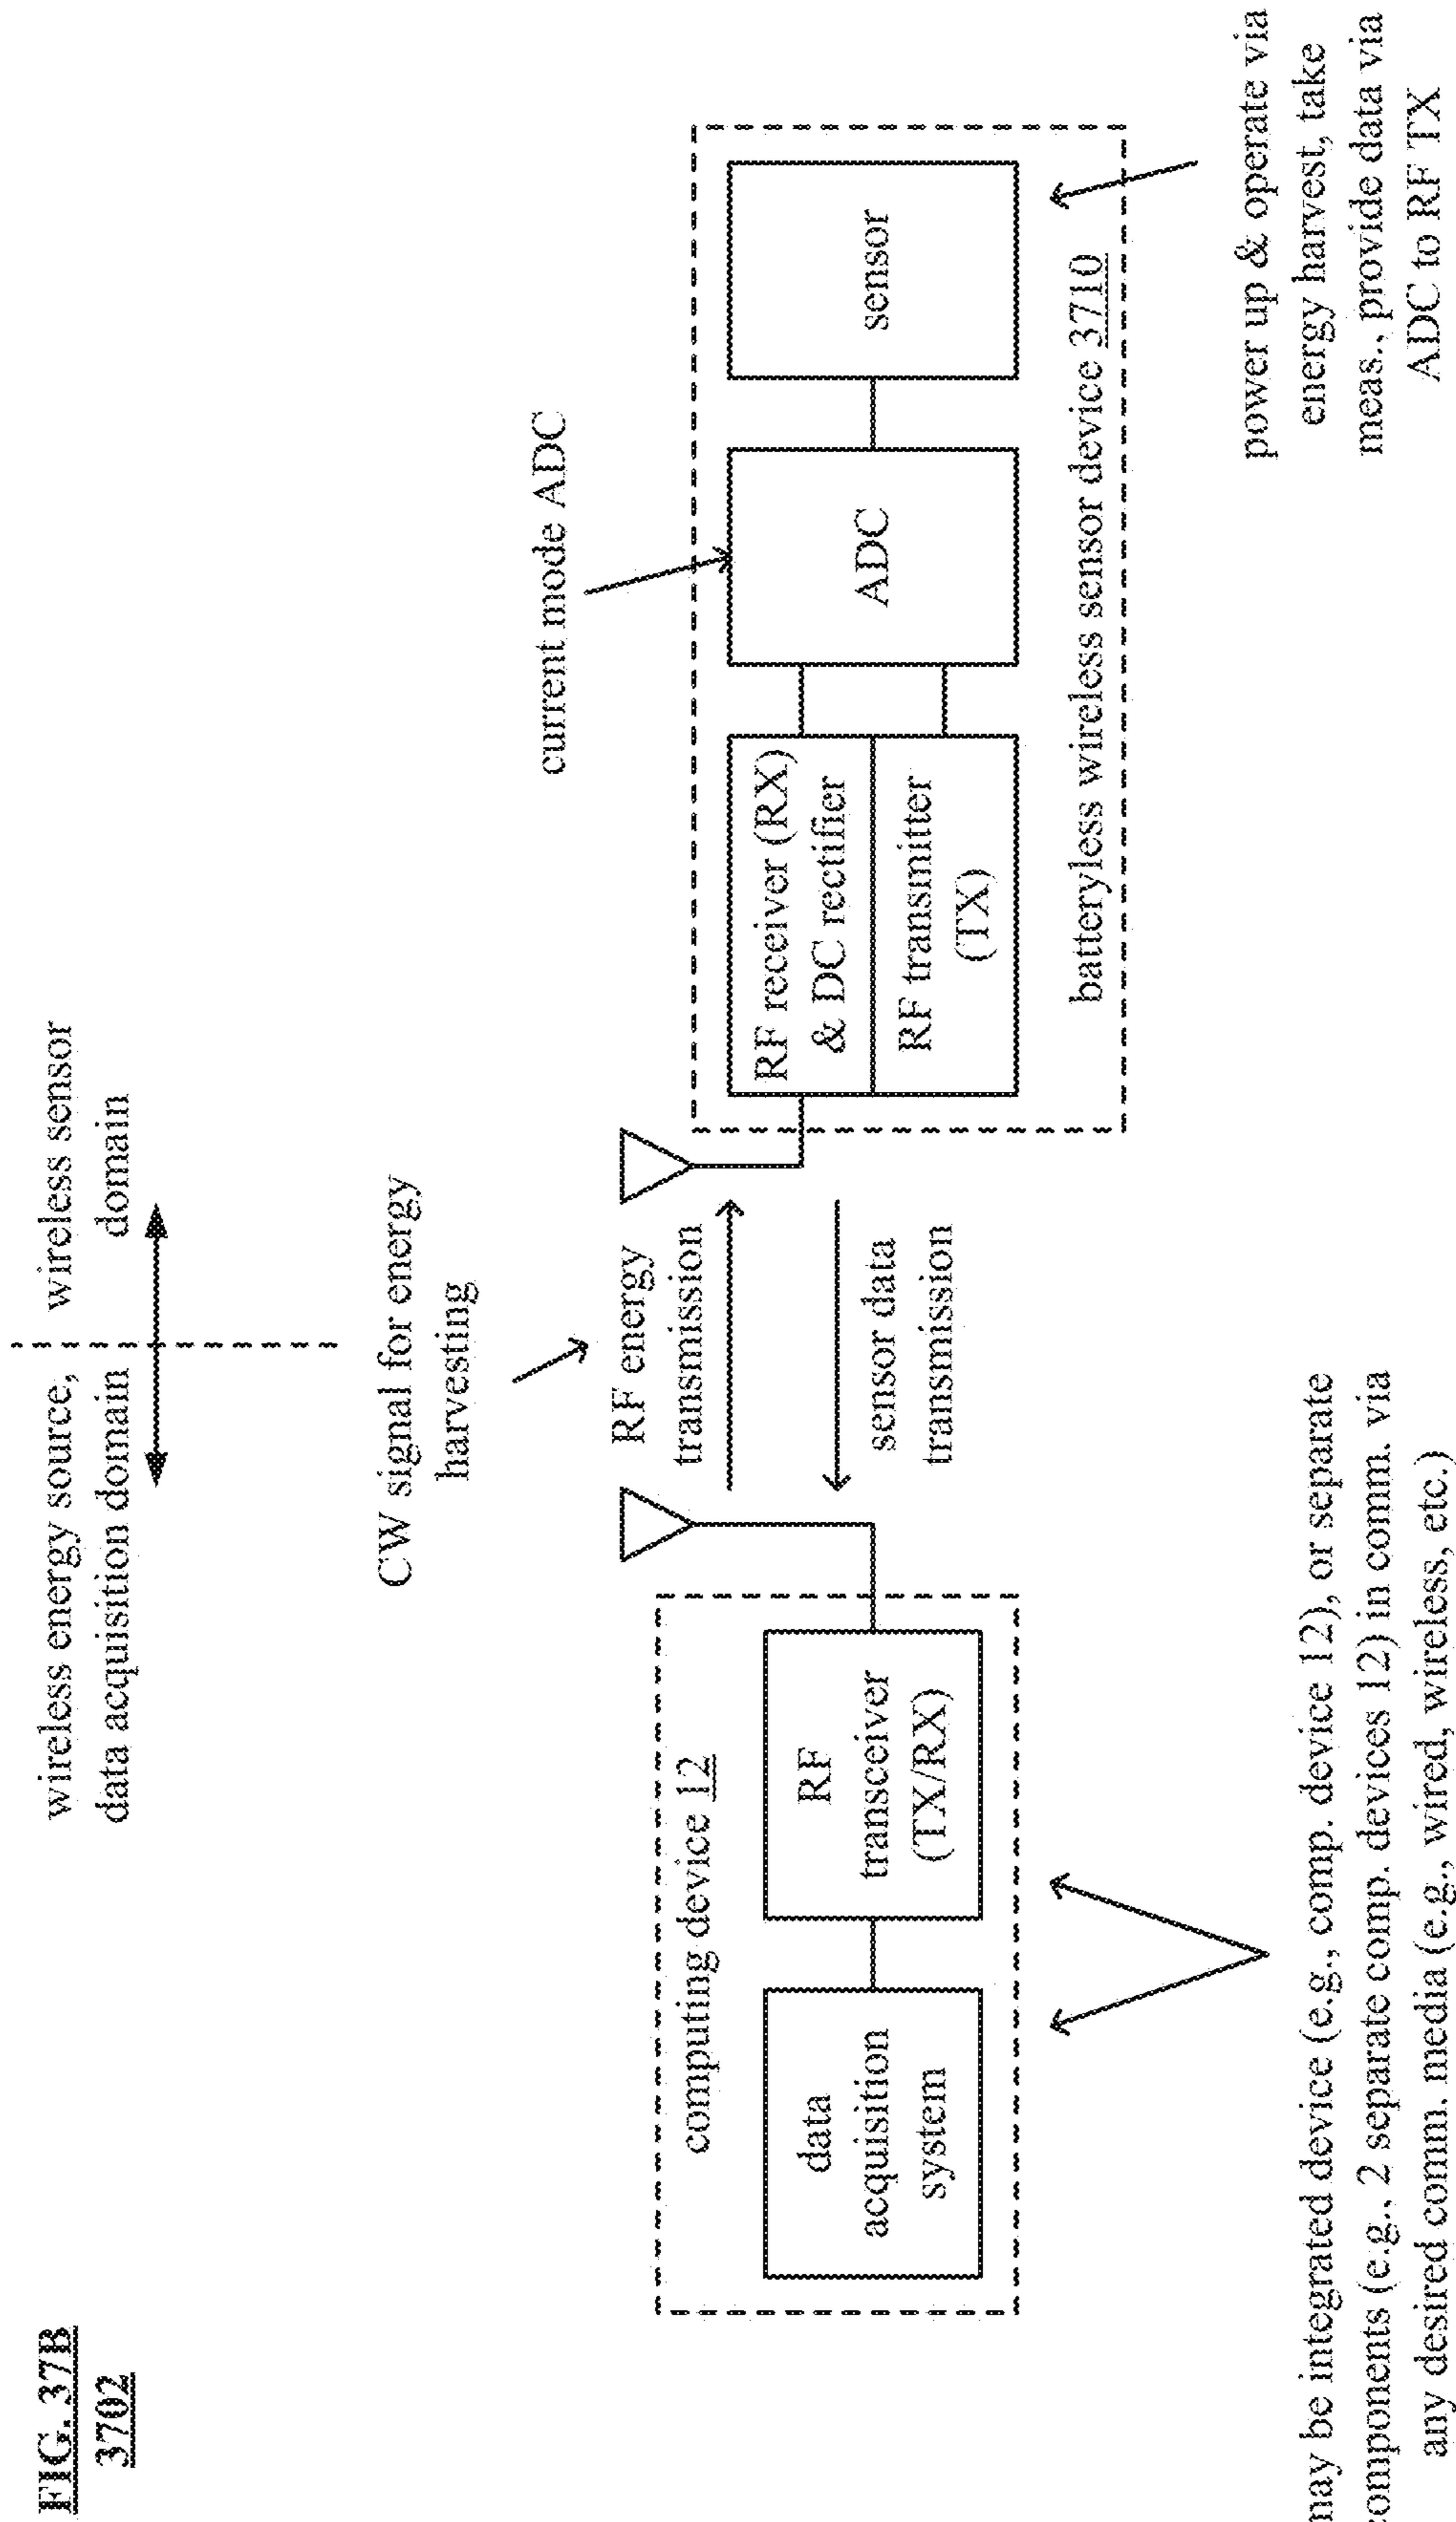 FIG. 37B
3702
wireless energy source,
data acquisition domain
wireless sensor
domain
CW signal for energy
harvesting
current mode ADC
RF energy
transmission
sensor data
transmission
computing device 12
data
acquisition
system
RF
transceiver
(TX/RX)
RF receiver (RX)
& DC rectifier
RF transmitter
(TX)
ADC
sensor
batteryless wireless sensor device 3710
may be integrated device (e.g., comp. device 12), or separate
components (e.g., 2 separate comp. devices 12) in comm. via
any desired comm. media (e.g., wired, wireless, etc.)
power up & operate via
energy harvest, take
meas., provide data via
ADC to RF TX